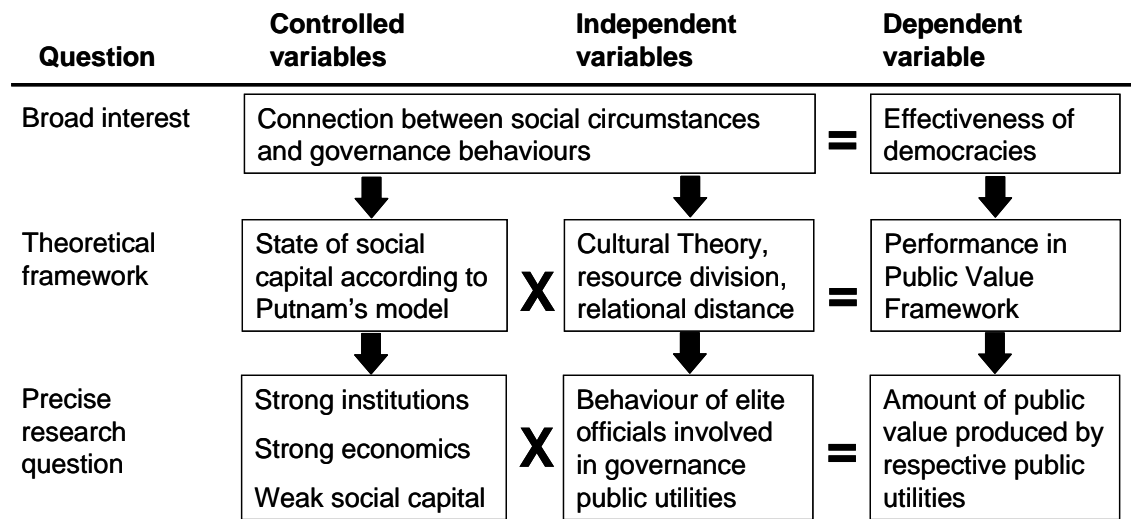 Question
Controlled
variables
Independent
variables
Dependent
variable
Broad interest
Connection between social circumstances
and governance behaviours
=
Effectiveness of
democracies
Theoretical
framework
State of social
capital according to
Putnam's model
X
Cultural Theory,
resource division,
relational distance
=
Performance in
Public Value
Framework
Precise
research
question
Strong institutions
Strong economics
Weak social capital
X
Behaviour of elite
officials involved
in governance
public utilities
=
Amount of public
value produced by
respective public
utilities